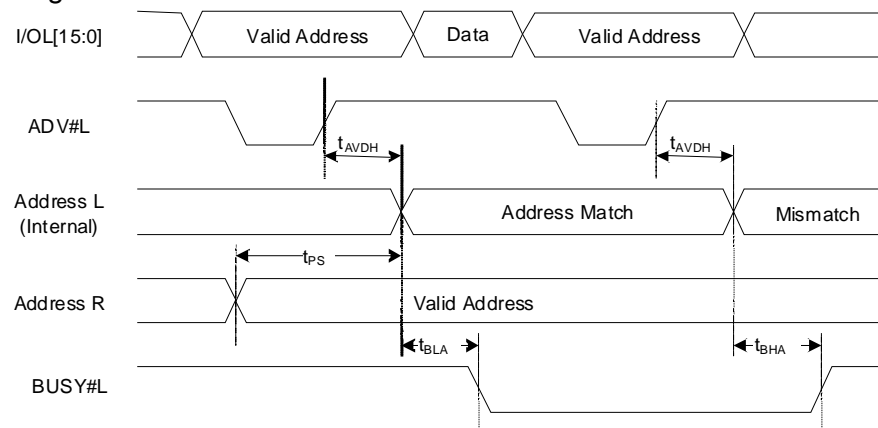 I/OL[15:0]
Valid Address
Data
Valid Address
ADV#L
tAVDH
tAVDH
Address L
(Internal)
Address Match
Mismatch
tPS
Address R
Valid Address
tBLA
tBHA
BUSY#L